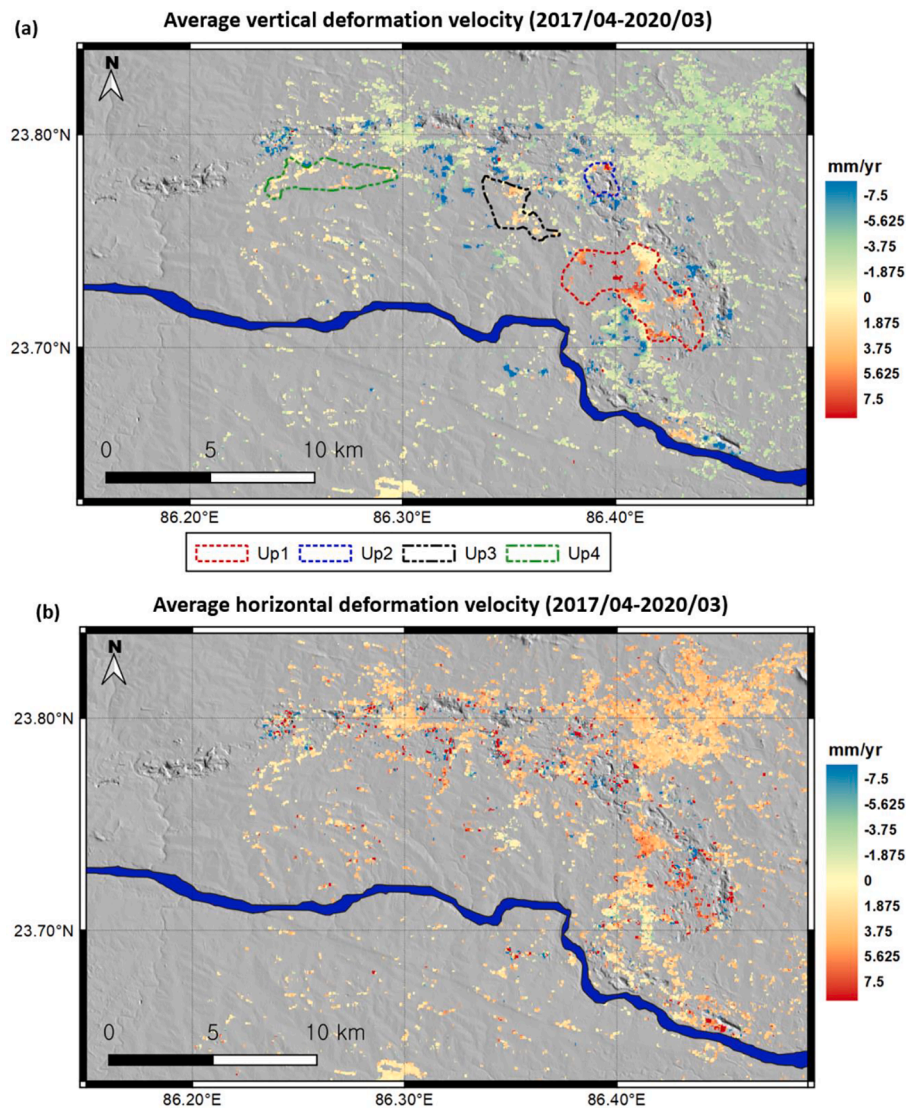 (a)
Average vertical deformation velocity (2017/04-2020/03)
N
23.80°N
23.70°N
0 5 10 km
86.20°E 86.30°E 86.40°E
mm/yr
-7.5
-5.625
-3.75
-1.875
0
1.875
3.75
5.625
7.5
Up1 Up2 Up3 Up4
(b)
Average horizontal deformation velocity (2017/04-2020/03)
N
23.80°N
23.70°N
0 5 10 km
86.20°E 86.30°E 86.40°E
mm/yr
-7.5
-5.625
-3.75
-1.875
0
1.875
3.75
5.625
7.5